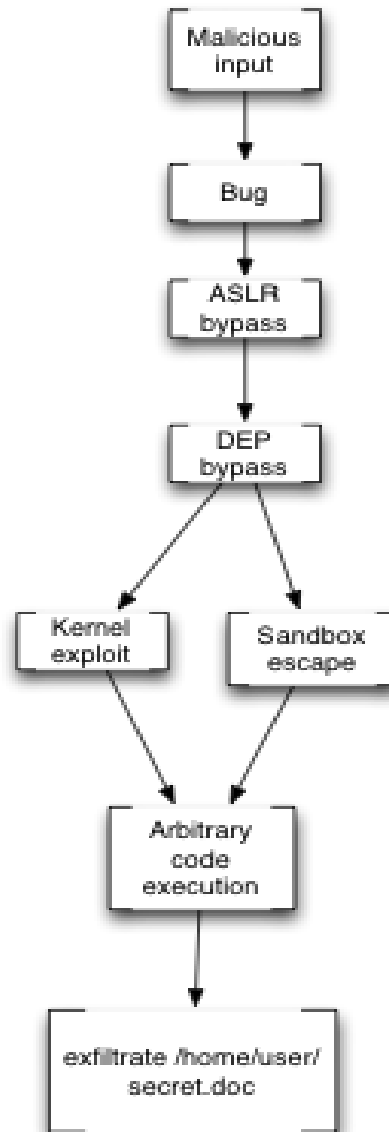 Malicious
input
Bug
ASLR
bypass
DEP
bypass
Kernel
exploit
Sandbox
escape
Arbitrary
code
execution
exfiltrate /home/user/
secret.doc